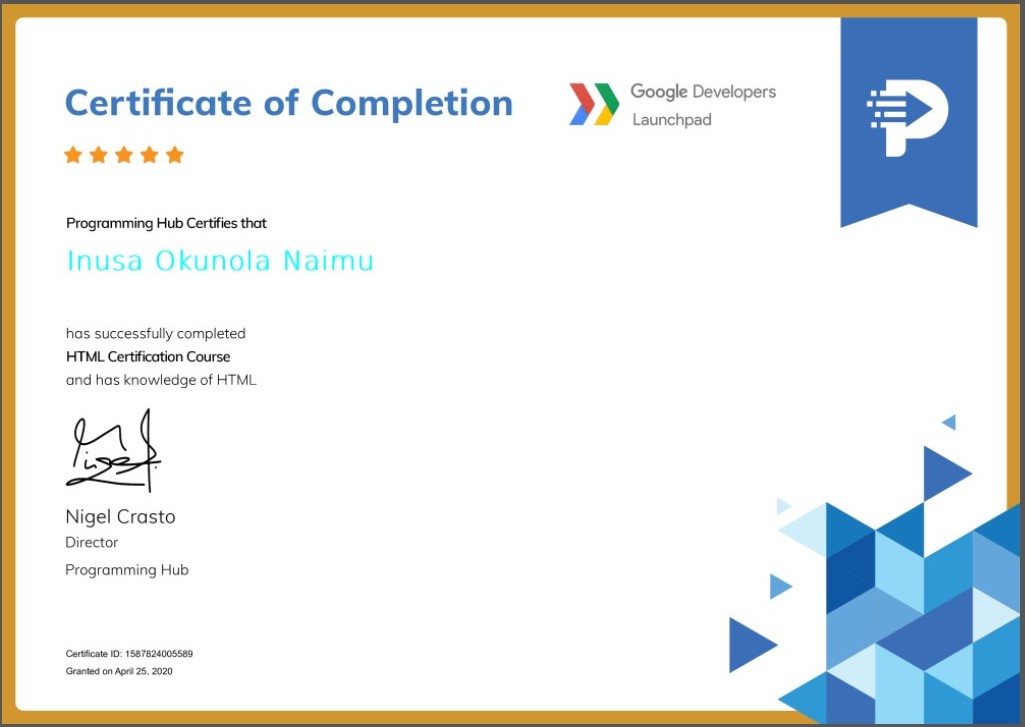 Certificate of Completion
Google Developers
Launchpad
Programming Hub Certifies that
Inusa Okunola Naimu
has successfully completed
HTML Certification Course
and has knowledge of HTML
Nigel Crasto
Director
Programming Hub
Certificate ID: 1587824005589
Granted on April 25, 2020